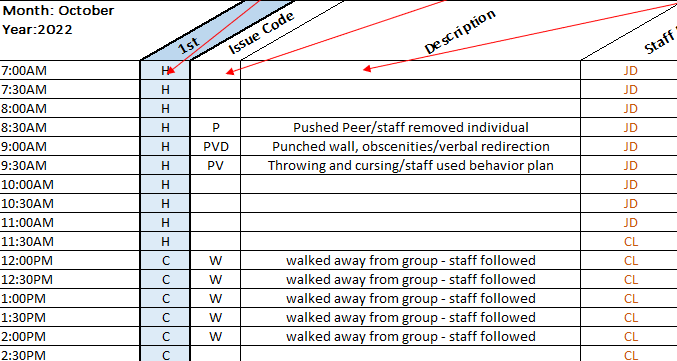 Month: October
Year:2022
1st Issue Code Description Staff
7:00AM H JD
7:30AM H JD
8:00AM H JD
8:30AM H P Pushed Peer/staff removed individual JD
9:00AM H PVD Punched wall, obscenities/verbal redirection JD
9:30AM H PV Throwing and cursing/staff used behavior plan JD
10:00AM H JD
10:30AM H JD
11:00AM H JD
11:30AM H CL
12:00PM C W walked away from group - staff followed CL
12:30PM C W walked away from group - staff followed CL
1:00PM C W walked away from group - staff followed CL
1:30PM C W walked away from group - staff followed CL
2:00PM C W walked away from group - staff followed CL
2:30PM C CL